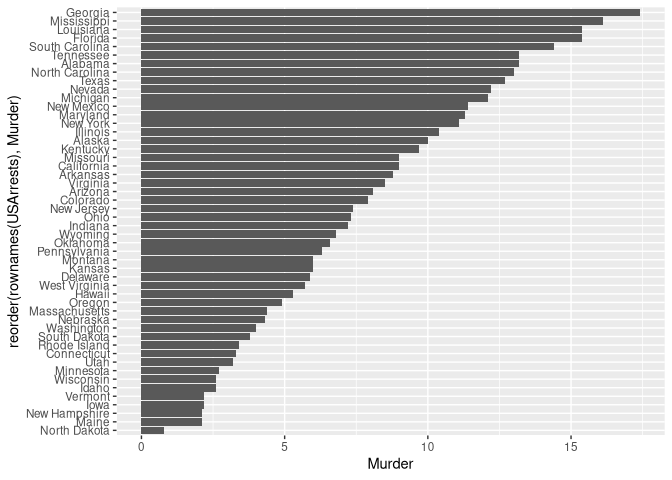 reorder(rownames(USArrests), Murder)
Georgia
Mississippi
Louisiana
Florida
South Carolina
Tennessee
Alabama
North Carolina
Texas
Nevada
Michigan
New Mexico
Maryland
New York
Illinois
Alaska
Kentucky
Missouri
California
Arkansas
Virginia
Arizona
Colorado
New Jersey
Ohio
Indiana
Wyoming
Oklahoma
Pennsylvania
Montana
Kansas
Delaware
West Virginia
Hawaii
Oregon
Massachusetts
Nebraska
Washington
South Dakota
Rhode Island
Connecticut
Utah
Minnesota
Wisconsin
Idaho
Vermont
Iowa
New Hampshire
Maine
North Dakota
0 5 10 15
Murder